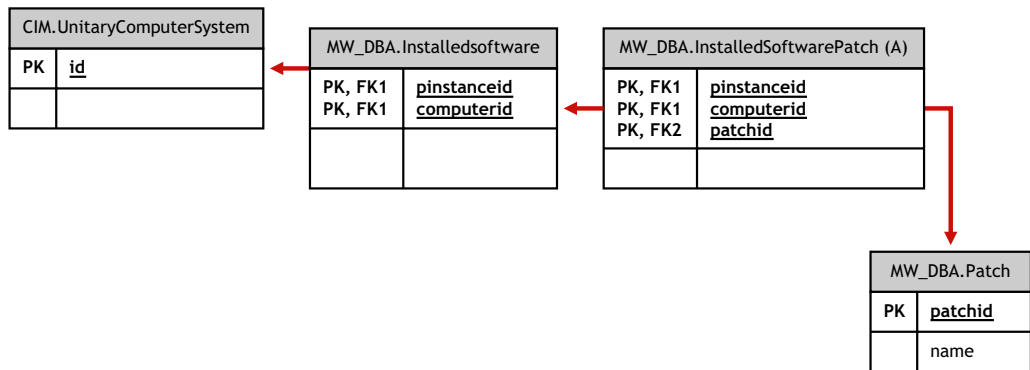 CIM.UnitaryComputerSystem
PK id
MW_DBA.Installedsoftware
PK, FK1 pinstanceid
PK, FK1 computerid
MW_DBA.InstalledSoftwarePatch (A)
PK, FK1 pinstanceid
PK, FK1 computerid
PK, FK2 patchid
MW_DBA.Patch
PK patchid
name